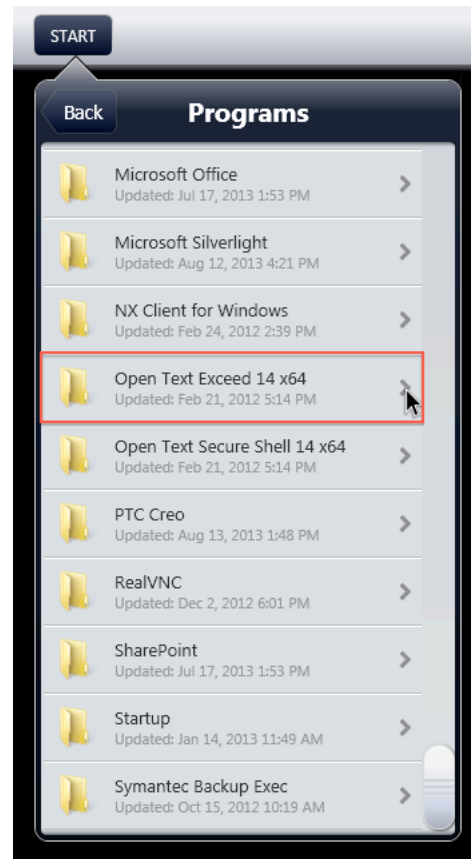 START
Back
Programs
Microsoft Office
Updated: Jul 17, 2013 1:53 PM
Microsoft Silverlight
Updated: Aug 12, 2013 4:21 PM
NX Client for Windows
Updated: Feb 24, 2012 2:39 PM
Open Text Exceed 14 x64
Updated: Feb 21, 2012 5:14 PM
Open Text Secure Shell 14 x64
Updated: Feb 21, 2012 5:14 PM
PTC Creo
Updated: Aug 13, 2013 1:48 PM
RealVNC
Updated: Dec 2, 2012 6:01 PM
SharePoint
Updated: Jul 17, 2013 1:53 PM
Startup
Updated: Jan 14, 2013 11:49 AM
Symantec Backup Exec
Updated: Oct 15, 2012 10:19 AM